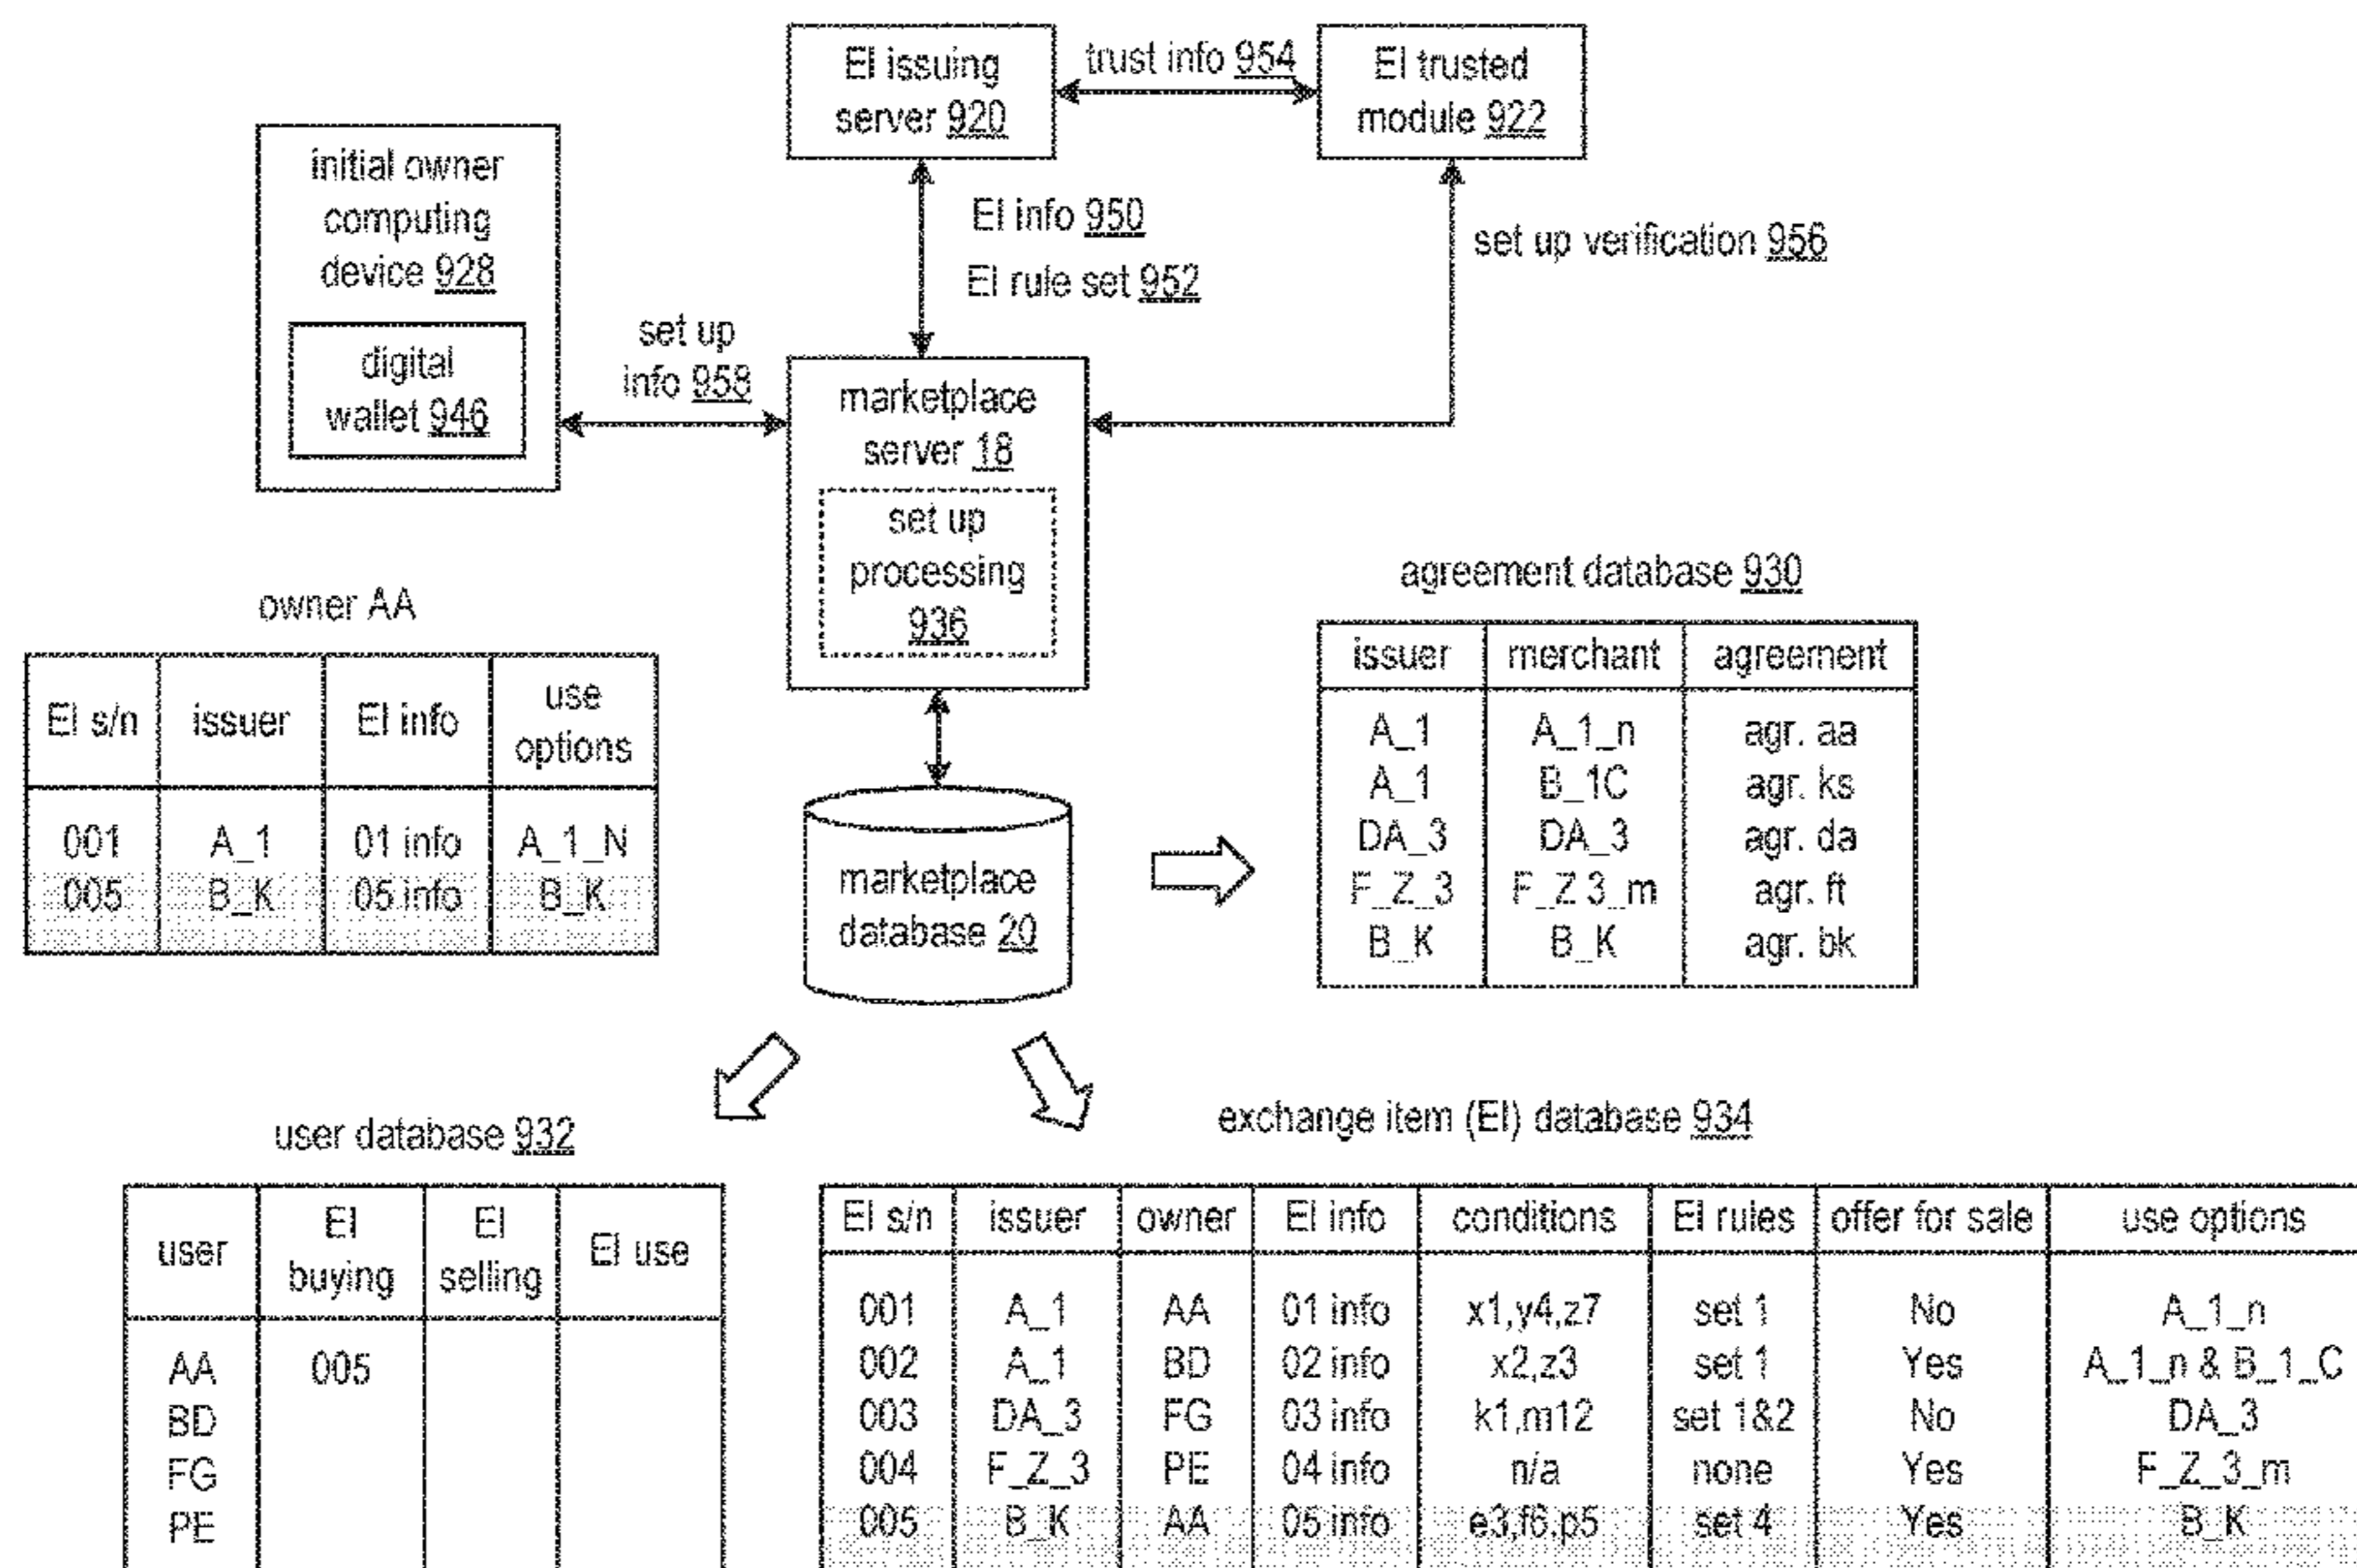 EI issuing
server 920
trust info 954
EI trusted
module 922
initial owner
computing
device 928
digital
wallet 946
EI info 950
EI rule set 952
set up verification 956
set up
info 958
marketplace
server 18
set up
processing
936
owner AA
EI s/n issuer EI info use options
001 A_1 01 info A_1_N
005 B_K 05 info B_K
marketplace
database 20
agreement database 930
issuer merchant agreement
A_1 A_1_n agr. aa
A_1 B_1C agr. ks
DA_3 DA_3 agr. da
F_Z_3 F_Z 3_m agr. ft
B_K B_K agr. bk
user database 932
user EI buying EI selling EI use
AA 005
BD
FG
PE
exchange item (EI) database 934
EI s/n issuer owner EI info conditions EI rules offer for sale use options
001 A_1 AA 01 info x1,y4,z7 set 1 No A_1_n
002 A_1 BD 02 info x2,z3 set 1 Yes A_1_n & B_1_C
003 DA_3 FG 03 info k1,m12 set 1&2 No DA_3
004 F_Z_3 PE 04 info n/a none Yes F_Z_3_m
005 B_K AA 05 info e3,f6,p5 set 4 Yes B_K